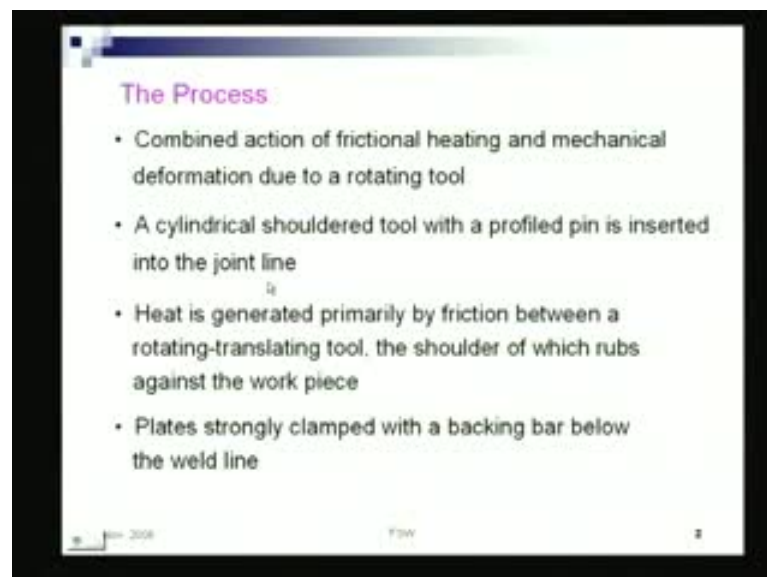 The Process
• Combined action of frictional heating and mechanical
deformation due to a rotating tool
• A cylindrical shouldered tool with a profiled pin is inserted
into the joint line
• Heat is generated primarily by friction between a
rotating-translating tool. the shoulder of which rubs
against the work piece
• Plates strongly clamped with a backing bar below
the weld line
2006